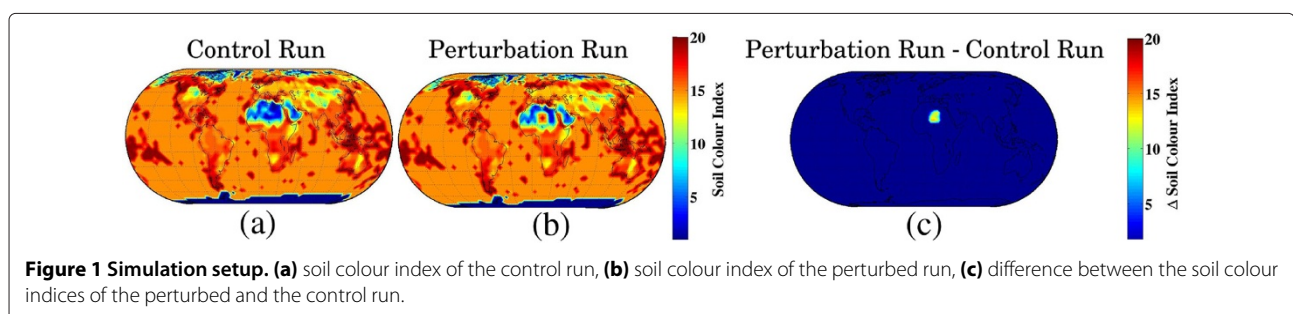 Control Run
Perturbation Run
Perturbation Run - Control Run
20
15
10
5
Soil Colour Index
20
15
10
5
Δ Soil Colour Index
(a)
(b)
(c)
Figure 1 Simulation setup. (a) soil colour index of the control run, (b) soil colour index of the perturbed run, (c) difference between the soil colour
indices of the perturbed and the control run.